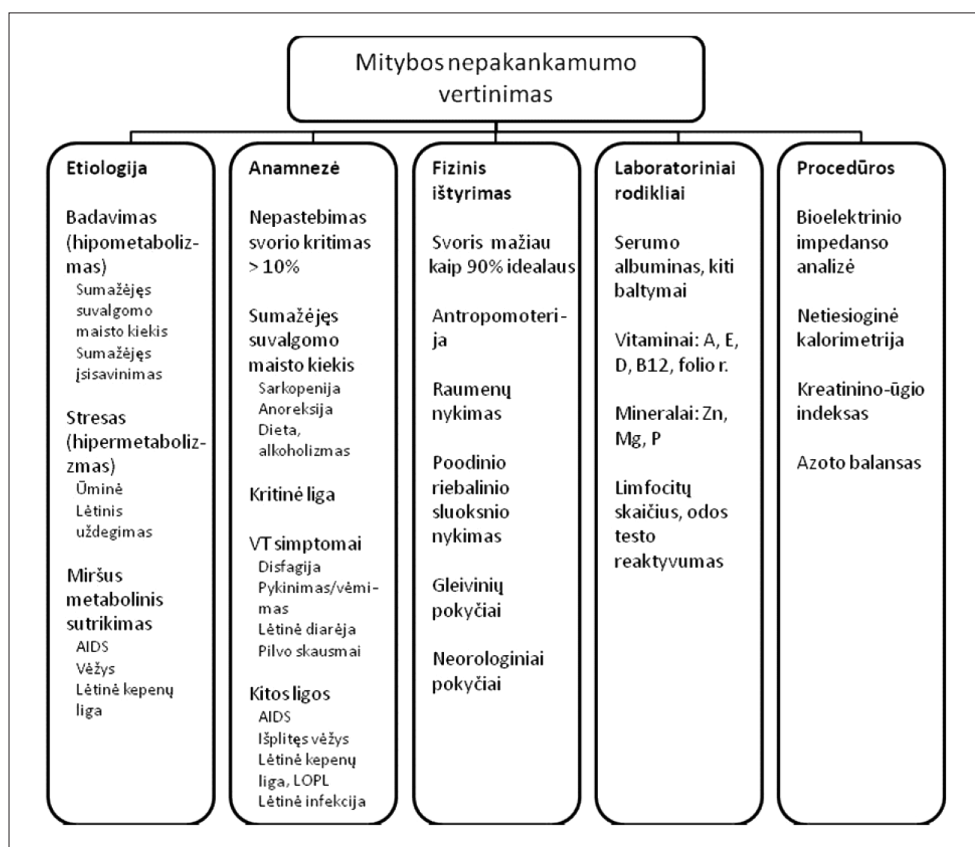 Mitybos nepakankamumo
vertinimas
Etiologija
Badavimas
(hipometaboliz-
mas)
Sumažėjęs
suvalgomo
maisto kiekis
Sumažėjęs
įsisavinimas
Stresas
(hipermetaboliz-
zmas)
Ūminė
Lėtinis
uždegimas
Miršus
metabolinis
sutrikimas
AIDS
Vėžys
Lėtinė kepenų
liga
Anamnezė
Nepastebimas
svorio kritimas
> 10%
Sumažėjęs
suvalgomo
maisto kiekis
Sarkopenija
Anoreksija
Dieta,
alkoholizmas
Kritinė liga
VT simptomai
Disfagija
Pykinimas/vėmi-
mas
Lėtinė diarėja
Pilvo skausmai
Kitos ligos
AIDS
Išplitęs vėžys
Lėtinė kepenų
liga, LOPL
Lėtinė infekcija
Fizinis
ištyrimas
Svoris mažiau
kaip 90% idealaus
Antropomoteri-
ja
Raumenų
nykimas
Poodinio
riebalinio
sluoksnio
nykimas
Gleivinių
pokyčiai
Neorologiniai
pokyčiai
Laboratoriniai
rodikliai
Serumo
albuminas, kiti
baltymai
Vitaminai: A, E,
D, B12, folio r.
Mineralai: Zn,
Mg, P
Limfocitų
skaičius, odos
testo
reaktyvumas
Procedūros
Bioelektrinio
impedanso
analizė
Netiesioginė
kalorimetrija
Kreatinino-ūgio
indeksas
Azoto balansas